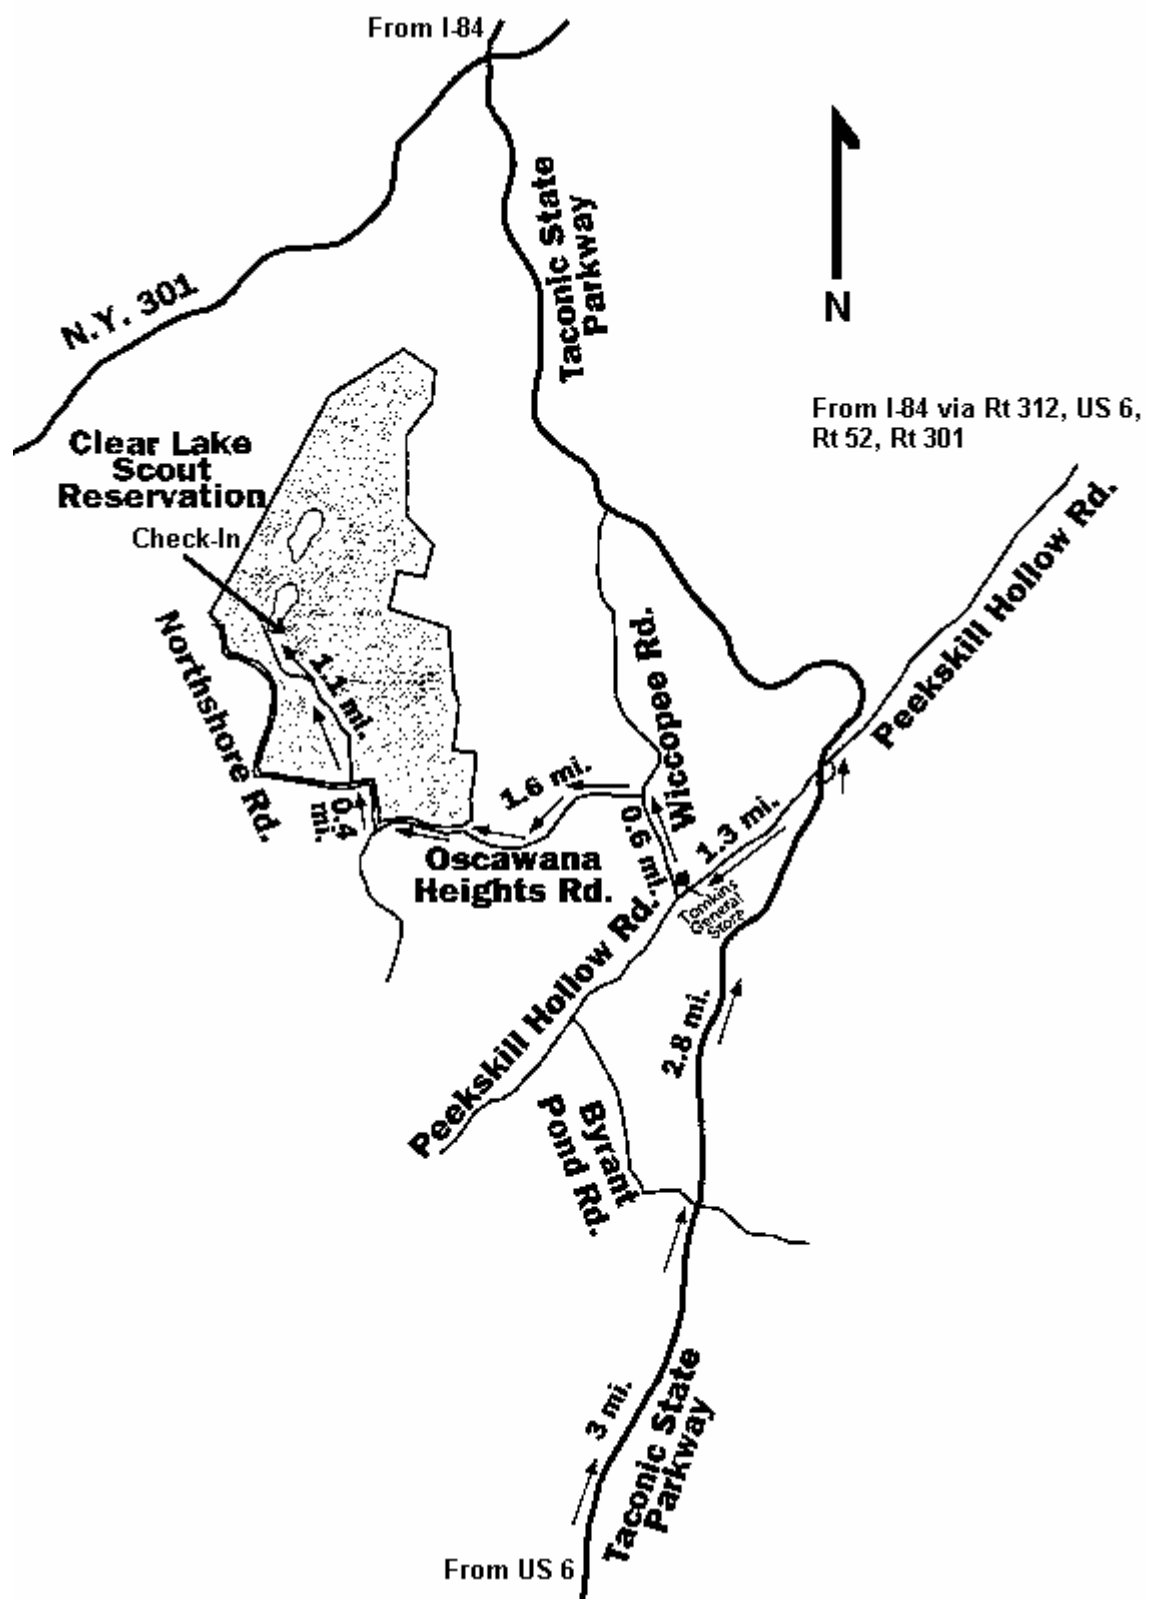 From I-84
Taconic State
Parkway
N
N.Y. 301
From I-84 via Rt 312, US 6,
Rt 52, Rt 301
Clear Lake
Scout
Reservation
Check-In
Peekskill Hollow Rd.
Northshore Rd.
1.1 mi.
Wiccopee Rd.
1.6 mi.
0.4
mi.
0.6 mi.
1.3 mi.
Oscawana
Heights Rd.
Tomkins
General
Store
Peekskill Hollow Rd.
2.8 mi.
Byrant
Pond Rd.
3 mi.
Taconic State
Parkway
From US 6